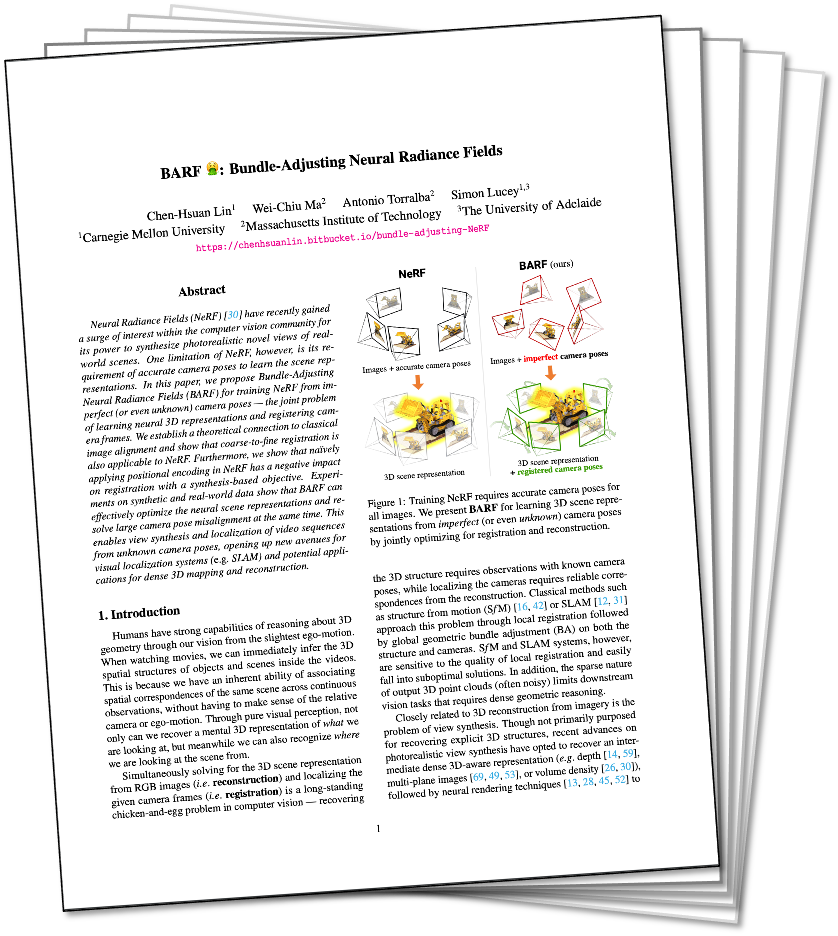 BARF 🤮: Bundle-Adjusting Neural Radiance Fields
Chen-Hsuan Lin1 Wei-Chiu Ma2 Antonio Torralba2 Simon Lucey1,3
1Carnegie Mellon University 2Massachusetts Institute of Technology 3The University of Adelaide
https://chenhsuanlin.bitbucket.io/bundle-adjusting-NeRF
Abstract
Neural Radiance Fields (NeRF) [30] have recently gained
a surge of interest within the computer vision community for
its power to synthesize photorealistic novel views of real-
world scenes. One limitation of NeRF, however, is its re-
quirement of accurate camera poses to learn the scene rep-
resentations. In this paper, we propose Bundle-Adjusting
Neural Radiance Fields (BARF) for training NeRF from im-
perfect (or even unknown) camera poses — the joint problem
of learning neural 3D representations and registering cam-
era frames. We establish a theoretical connection to classical
image alignment and show that coarse-to-fine registration is
also applicable to NeRF. Furthermore, we show that naïvely
applying positional encoding in NeRF has a negative impact
on registration with a synthesis-based objective. Experi-
ments on synthetic and real-world data show that BARF can
effectively optimize the neural scene representations and re-
solve large camera pose misalignment at the same time. This
enables view synthesis and localization of video sequences
from unknown camera poses, opening up new avenues for
visual localization systems (e.g. SLAM) and potential appli-
cations for dense 3D mapping and reconstruction.
1. Introduction
Humans have strong capabilities of reasoning about 3D
geometry through our vision from the slightest ego-motion.
When watching movies, we can immediately infer the 3D
spatial structures of objects and scenes inside the videos.
This is because we have an inherent ability of associating
spatial correspondences of the same scene across continuous
observations, without having to make sense of the relative
camera or ego-motion. Through pure visual perception, not
only can we recover a mental 3D representation of what we
are looking at, but meanwhile we can also recognize where
we are looking at the scene from.
Simultaneously solving for the 3D scene representation
from RGB images (i.e. reconstruction) and localizing the
given camera frames (i.e. registration) is a long-standing
chicken-and-egg problem in computer vision — recovering
NeRF
BARF (ours)
Images + accurate camera poses
Images + imperfect camera poses
3D scene representation
3D scene representation
+ registered camera poses
Figure 1: Training NeRF requires accurate camera poses for
all images. We present BARF for learning 3D scene repre-
sentations from imperfect (or even unknown) camera poses
by jointly optimizing for registration and reconstruction.
the 3D structure requires observations with known camera
poses, while localizing the cameras requires reliable corre-
spondences from the reconstruction. Classical methods such
as structure from motion (SfM) [16, 42] or SLAM [12, 31]
approach this problem through local registration followed
by global geometric bundle adjustment (BA) on both the
structure and cameras. SfM and SLAM systems, however,
are sensitive to the quality of local registration and easily
fall into suboptimal solutions. In addition, the sparse nature
of output 3D point clouds (often noisy) limits downstream
vision tasks that requires dense geometric reasoning.
Closely related to 3D reconstruction from imagery is the
problem of view synthesis. Though not primarily purposed
for recovering explicit 3D structures, recent advances on
photorealistic view synthesis have opted to recover an inter-
mediate dense 3D-aware representation (e.g. depth [14, 59],
multi-plane images [69, 49, 53], or volume density [26, 30]),
followed by neural rendering techniques [13, 28, 45, 52] to
1